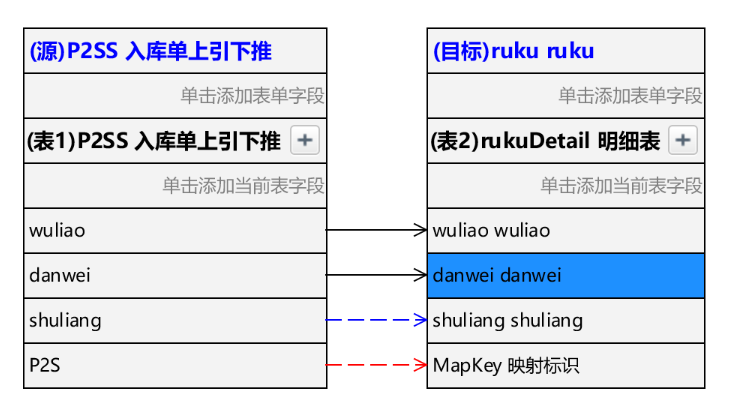 (源)P2SS 入库单上引下推
单击添加表单字段
(表1)P2SS 入库单上引下推
单击添加当前表字段
wuliao
danwei
shuliang
P2S
(目标)ruku ruku
单击添加表单字段
(表2)rukuDetail 明细表
单击添加当前表字段
wuliao wuliao
danwei danwei
shuliang shuliang
MapKey 映射标识